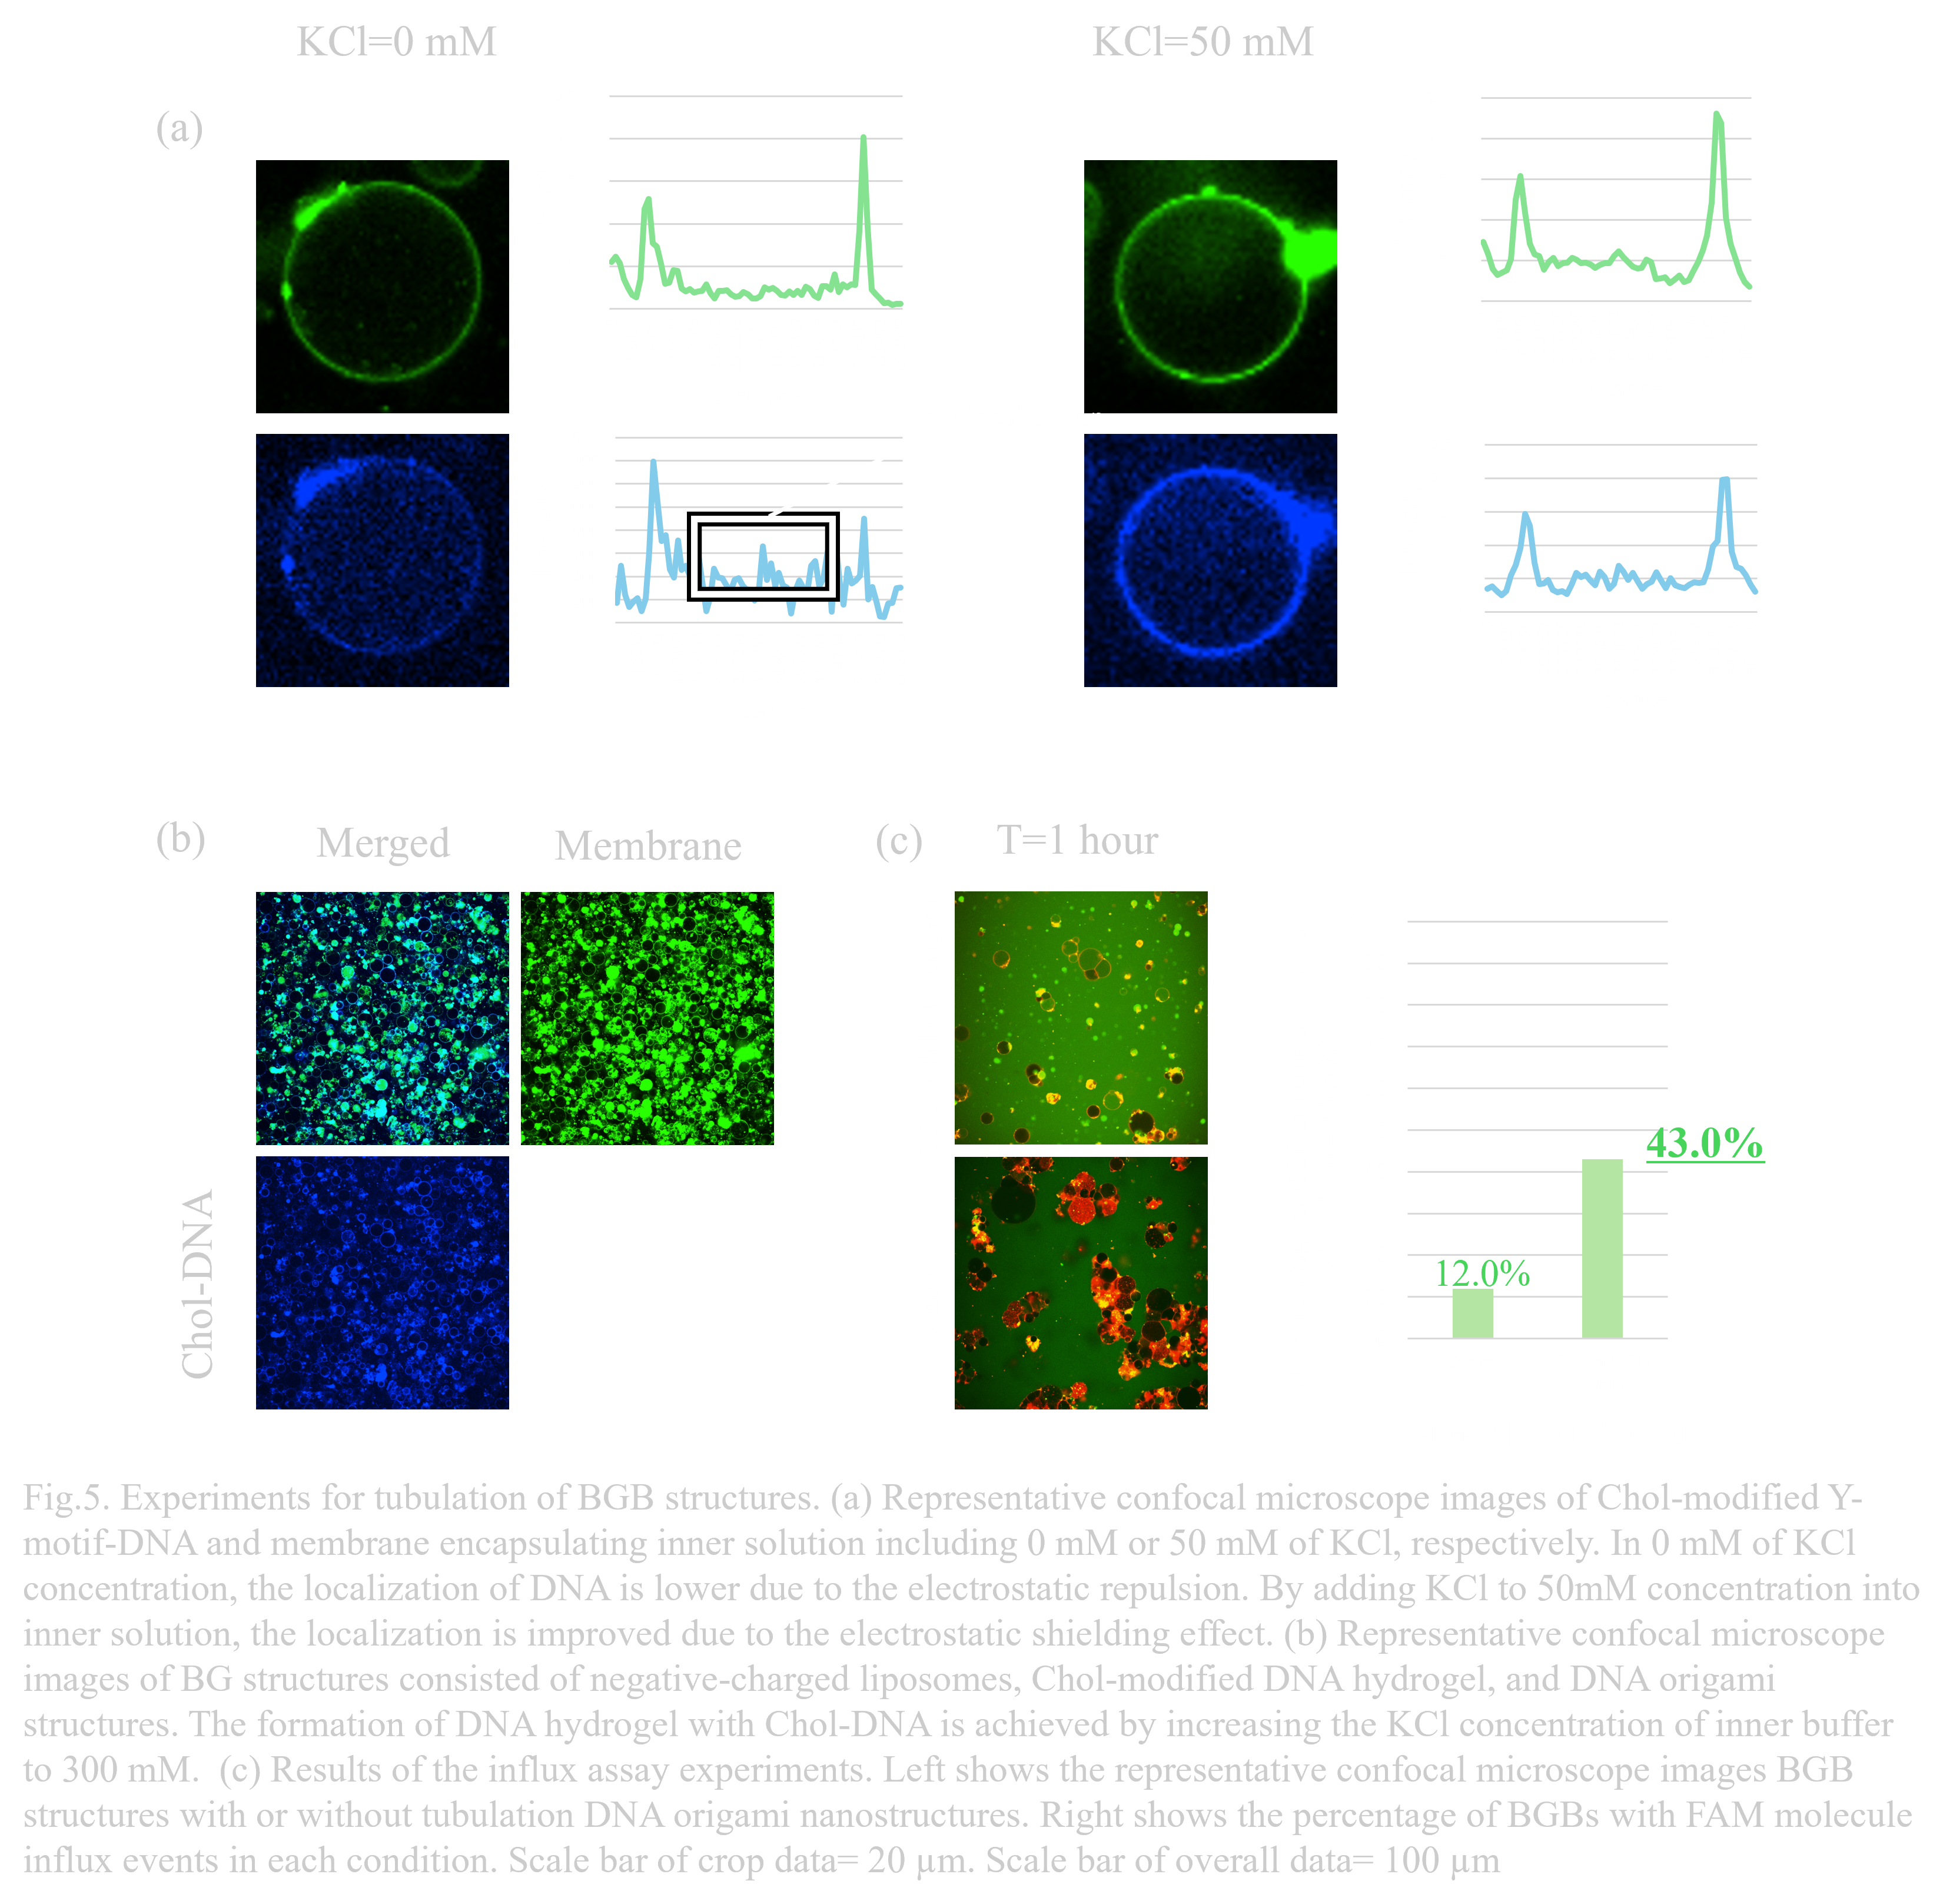 KCl=0 mM
KCl=50 mM
(a)
(b)
Merged
Membrane
(c)
T=1 hour
43.0%
12.0%
Chol-DNA
Fig.5. Experiments for tubulation of BGB structures. (a) Representative confocal microscope images of Chol-modified Y-
motif-DNA and membrane encapsulating inner solution including 0 mM or 50 mM of KCl, respectively. In 0 mM of KCl
concentration, the localization of DNA is lower due to the electrostatic repulsion. By adding KCl to 50mM concentration into
inner solution, the localization is improved due to the electrostatic shielding effect. (b) Representative confocal microscope
images of BG structures consisted of negative-charged liposomes, Chol-modified DNA hydrogel, and DNA origami
structures. The formation of DNA hydrogel with Chol-DNA is achieved by increasing the KCl concentration of inner buffer
to 300 mM.  (c) Results of the influx assay experiments. Left shows the representative confocal microscope images BGB
structures with or without tubulation DNA origami nanostructures. Right shows the percentage of BGBs with FAM molecule
influx events in each condition. Scale bar of crop data= 20 μm. Scale bar of overall data= 100 μm